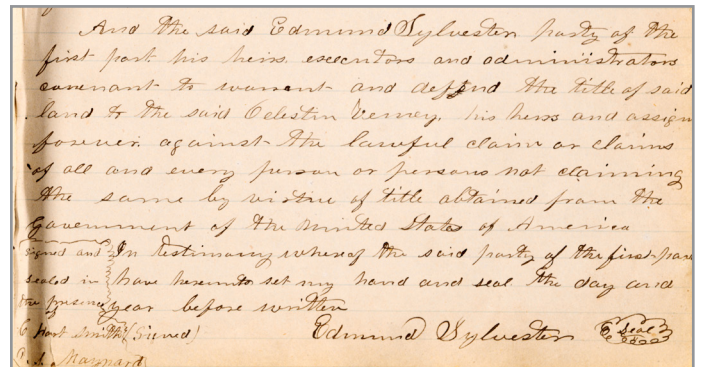 And the said Edmund Sylvester party of the
first part his heirs executors and administrators
covenant to warrent and deffend the title of said
land to the said Celestin Verney, his heirs and assign
forever against the lawful claim or claims
of all and every person or persons not claiming
the same by virtue of title obtained from the
Government of the United States of America
signed and In testimony whereof the said party of the first part
sealed in have hereunto set my hand and seal the day and
the presence year before written
Hart Smith (Signed) Edmund Sylvester Seal
Maynard